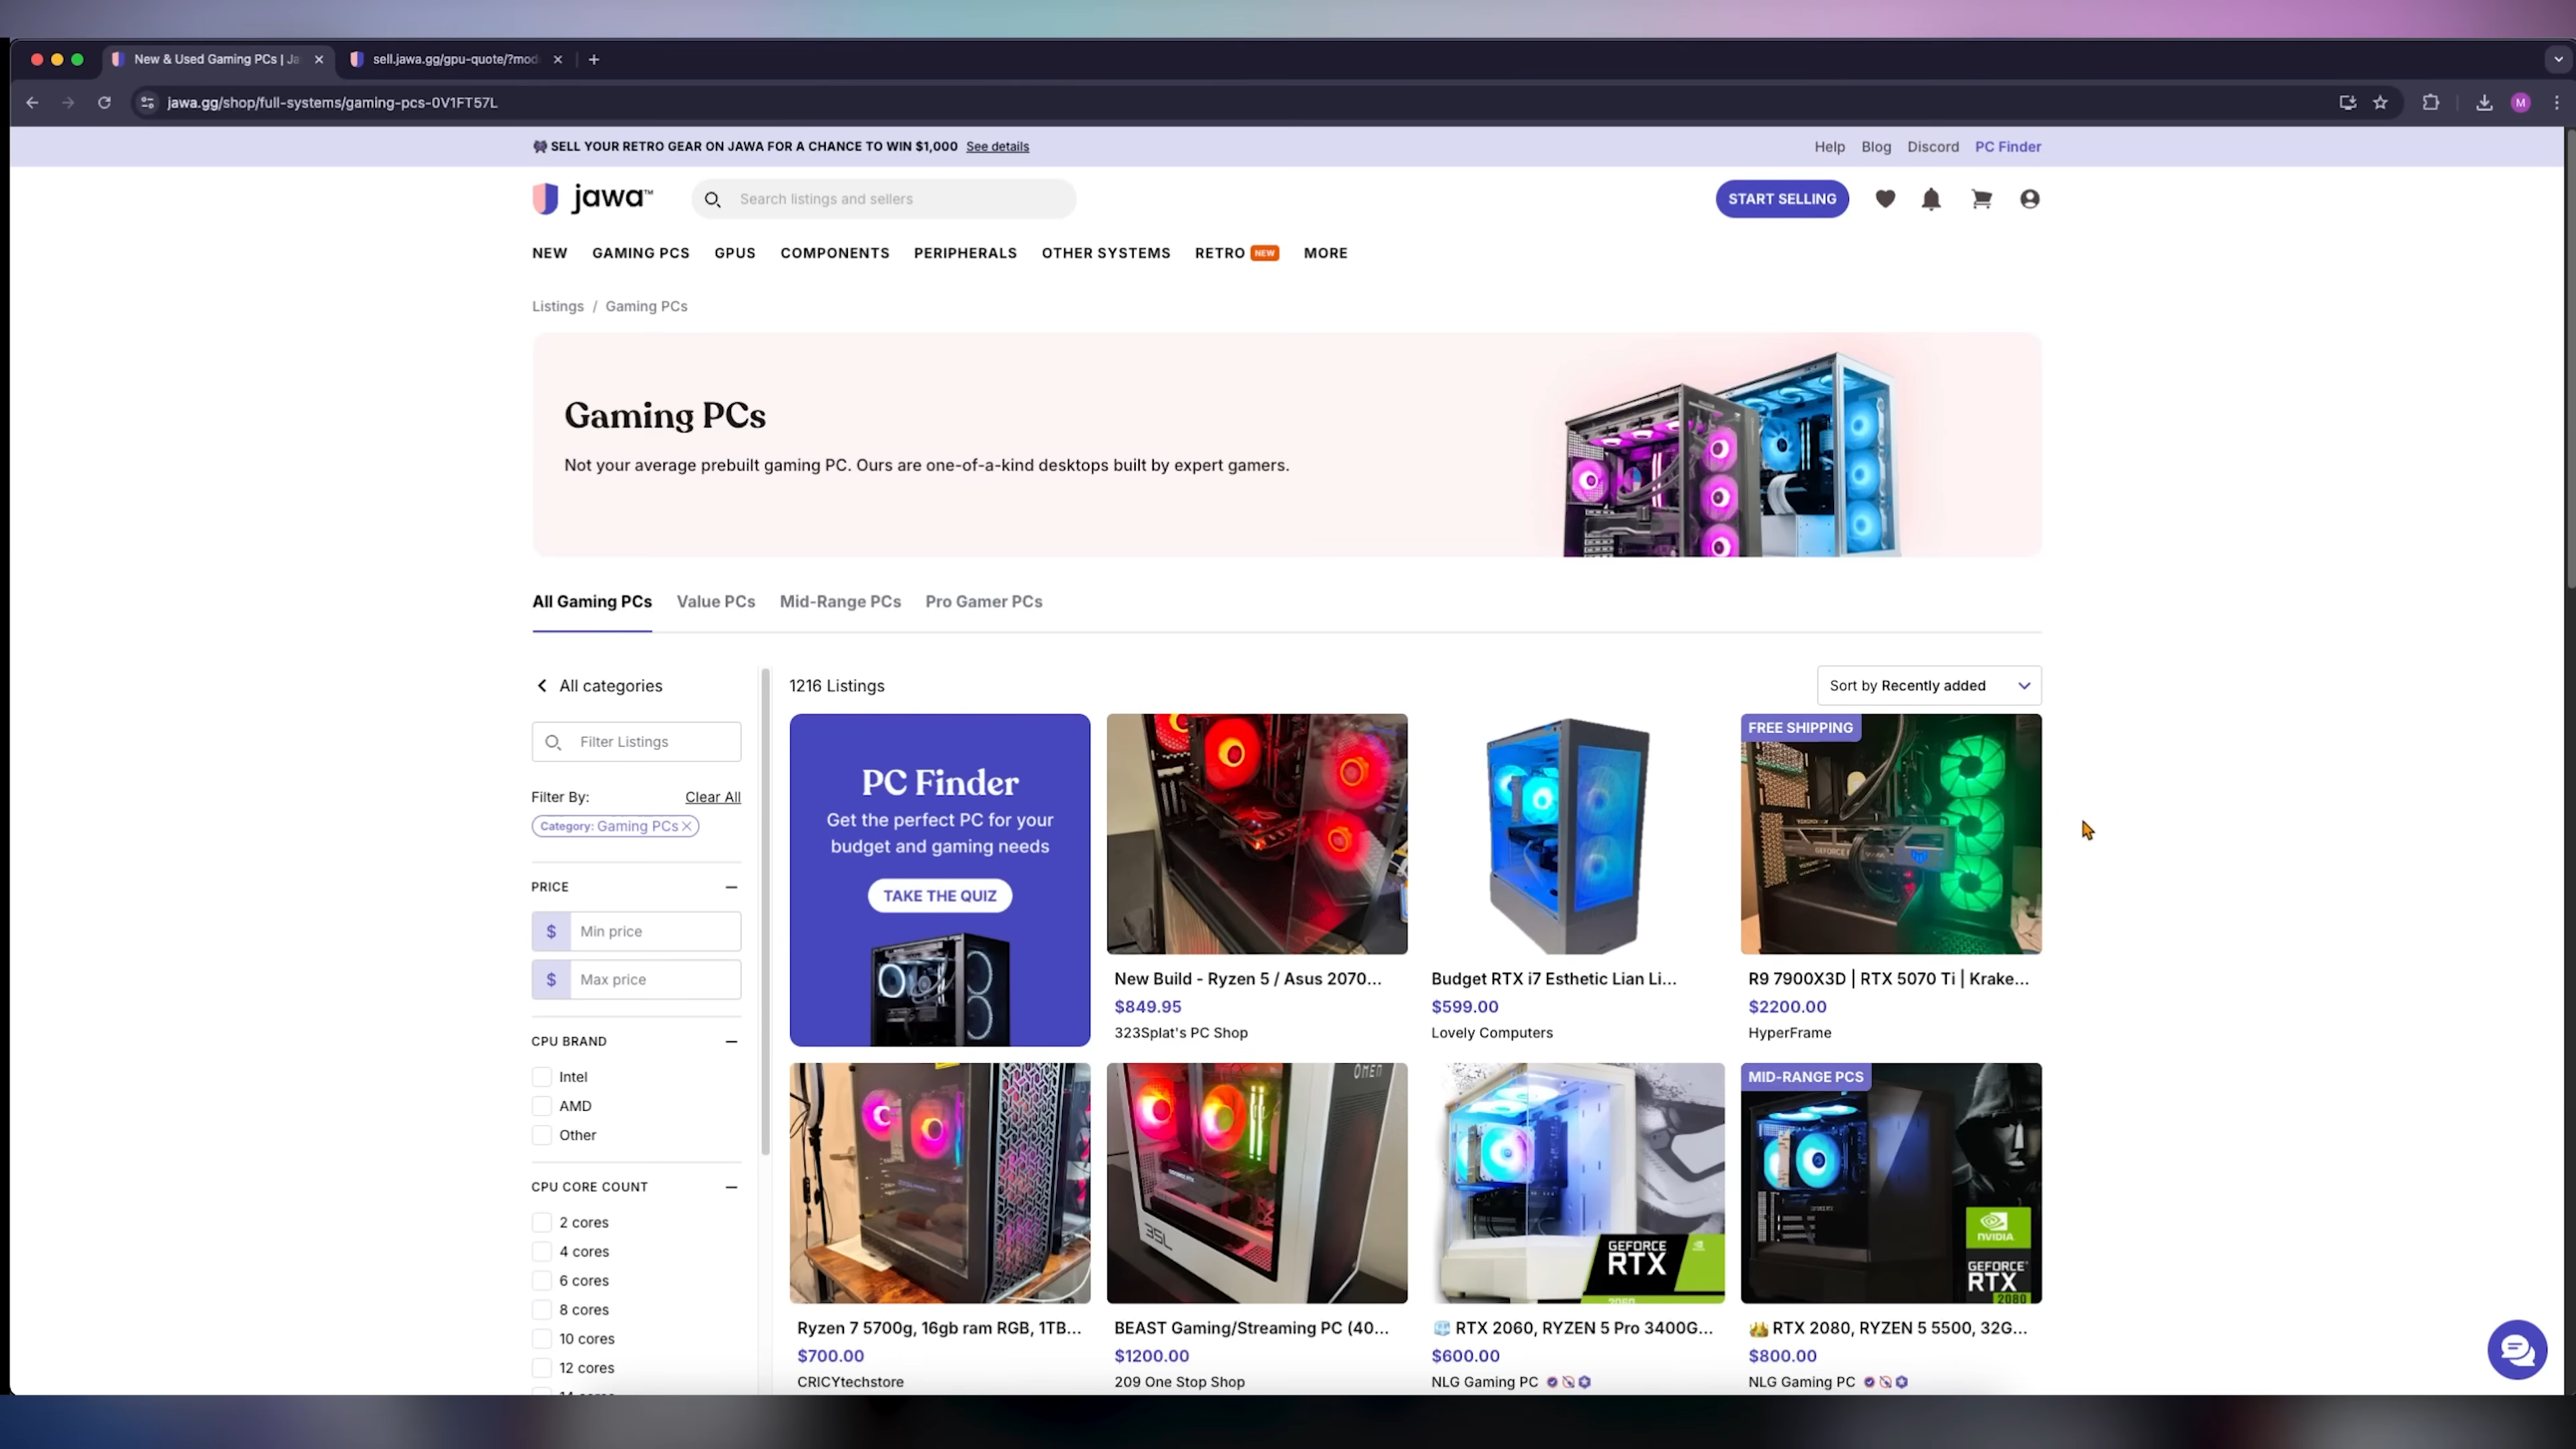 New & Used Gaming PCs | Ja
sell.jawa.gg/gpu-quote/?mod
jawa.gg/shop/full-systems/gaming-pcs-0V1FT57L
M
SELL YOUR RETRO GEAR ON JAWA FOR A CHANCE TO WIN $1,000 See details
Help Blog Discord PC Finder
jawa™
Search listings and sellers
START SELLING
NEW GAMING PCS GPUS COMPONENTS PERIPHERALS OTHER SYSTEMS RETRO NEW MORE
Listings / Gaming PCs
Gaming PCs
Not your average prebuilt gaming PC. Ours are one-of-a-kind desktops built by expert gamers.
All Gaming PCs Value PCs Mid-Range PCs Pro Gamer PCs
All categories
Filter Listings
Filter By: Clear All
Category: Gaming PCs
PRICE
$ Min price
$ Max price
CPU BRAND
Intel
AMD
Other
CPU CORE COUNT
2 cores
4 cores
6 cores
8 cores
10 cores
12 cores
1216 Listings
Sort by Recently added
PC Finder
Get the perfect PC for your
budget and gaming needs
TAKE THE QUIZ
New Build - Ryzen 5 / Asus 2070...
$849.95
323Splat's PC Shop
Budget RTX i7 Esthetic Lian Li...
$599.00
Lovely Computers
FREE SHIPPING
GEFORCE
R9 7900X3D | RTX 5070 Ti | Krake...
$2200.00
HyperFrame
Ryzen 7 5700g, 16gb ram RGB, 1TB...
$700.00
CRICYtechstore
OMEN
35L
BEAST Gaming/Streaming PC (40...
$1200.00
209 One Stop Shop
GEFORCE
RTX
2060
RTX 2060, RYZEN 5 Pro 3400G...
$600.00
NLG Gaming PC
MID-RANGE PCS
NVIDIA
GEFORCE
RTX
2080
RTX 2080, RYZEN 5 5500, 32G...
$800.00
NLG Gaming PC